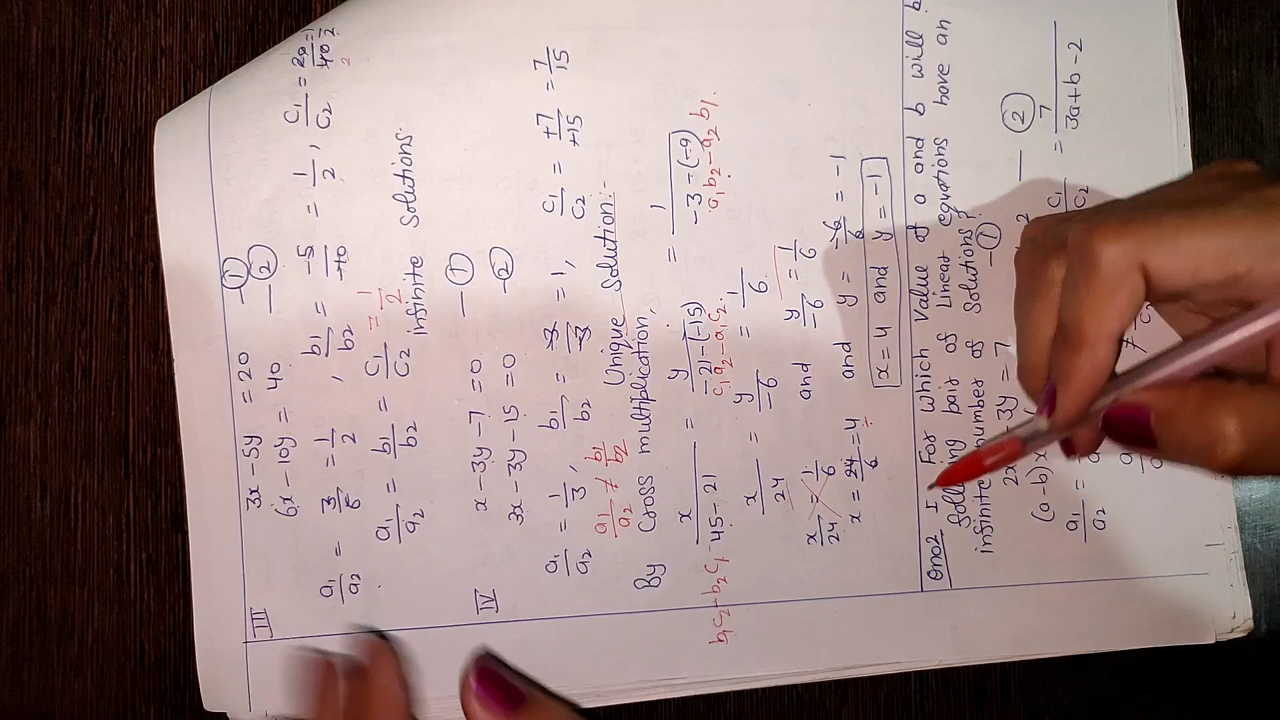 III 3x - 5y = 20 - ①
6x - 10y = 40 - ②
a₁/a₂ = 3/6 = 1/2 , b₁/b₂ = -5/-10 = 1/2 , c₁/c₂ = 20/40 = 1/2
a₁/a₂ = b₁/b₂ = c₁/c₂ = 1/2
infinite solutions.
IV x - 3y - 7 = 0 - ①
3x - 3y - 15 = 0 - ②
a₁/a₂ = 1/3 , b₁/b₂ = -3/-3 = 1, c₁/c₂ = +7/+15 = 7/15
a₁/a₂ ≠ b₁/b₂ Unique Solution:-
By Cross multiplication,
x/45-21 = y/-21-(-15) = 1/-3-(-9)
b₁c₂-b₂c₁ c₁a₂-a₁c₂. a₁b₂-a₂b₁.
x/24 = y/-6 = 1/6
x/24 = 1/6 and y/-6 = 1/6
x = 24/6 = 4 and y = -6/6 = -1
x = 4 and y = -1
Qno2 I For which value of a and b will
pair of Linear equations have an
infinite number of solutions?
2x - 3y = 7 - ①
(a-b)x 2 - ②
a₁/a₂ = c₁/c₂ = 7/3a+b-2